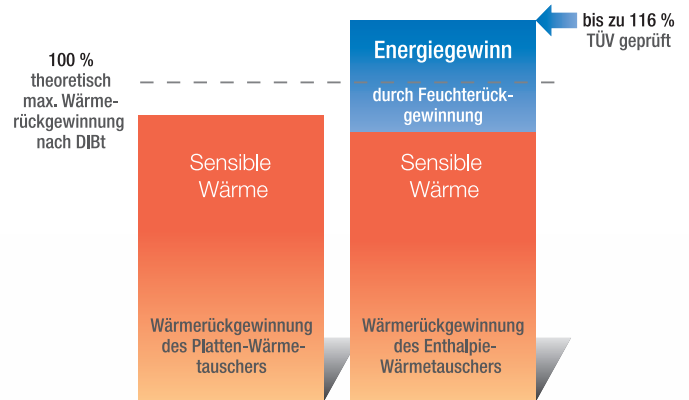 100 %
theoretisch
max. Wärme-
rückgewinnung
nach DIBt
Sensible
Wärme
Wärmerückgewinnung
des Platten-Wärme-
tauschers
Energiegewinn
durch Feuchterück-
gewinnung
Sensible
Wärme
Wärmerückgewinnung
des Enthalpie-
Wärmetauschers
bis zu 116 %
TÜV geprüft